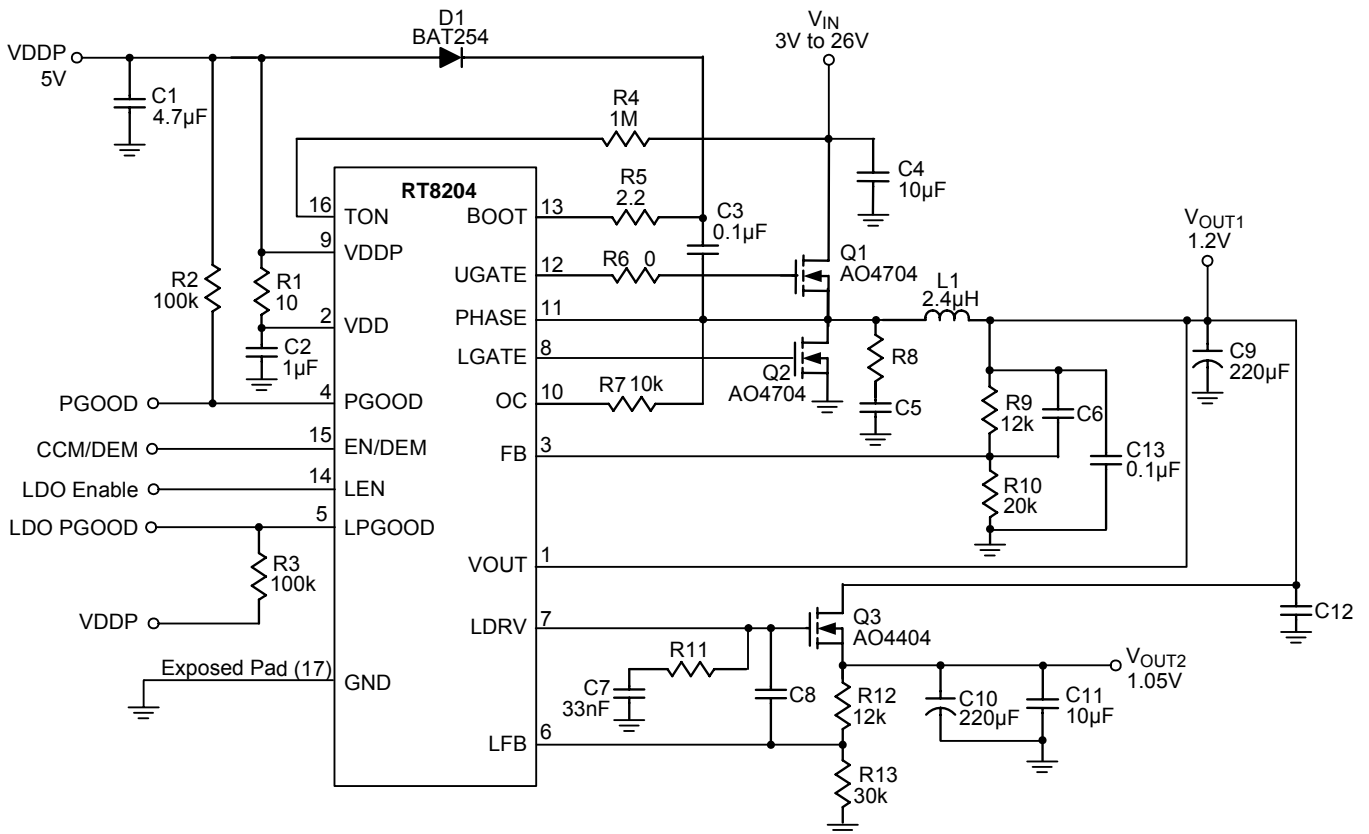 D1
BAT254
VIN
3V to 26V
VDDP
5V
C1
4.7µF
R4
1M
C4
10µF
RT8204
16
TON
BOOT
13
R5
2.2
C3
0.1µF
VOUT1
1.2V
9
VDDP
R2
100k
R1
10
UGATE
12
R6 0
Q1
AO4704
L1
2.4µH
2
VDD
PHASE
11
C2
1µF
LGATE
8
Q2
AO4704
R8
C9
220µF
PGOOD
4
PGOOD
OC
10
R7 10k
C5
R9
12k
C6
CCM/DEM
15
EN/DEM
FB
3
C13
0.1µF
LDO Enable
14
LEN
R10
20k
LDO PGOOD
5
LPGOOD
R3
100k
VOUT
1
VDDP
LDRV
7
Q3
AO4404
C12
Exposed Pad (17)
GND
R11
VOUT2
1.05V
C7
33nF
C8
R12
12k
C10
220µF
C11
10µF
LFB
6
R13
30k